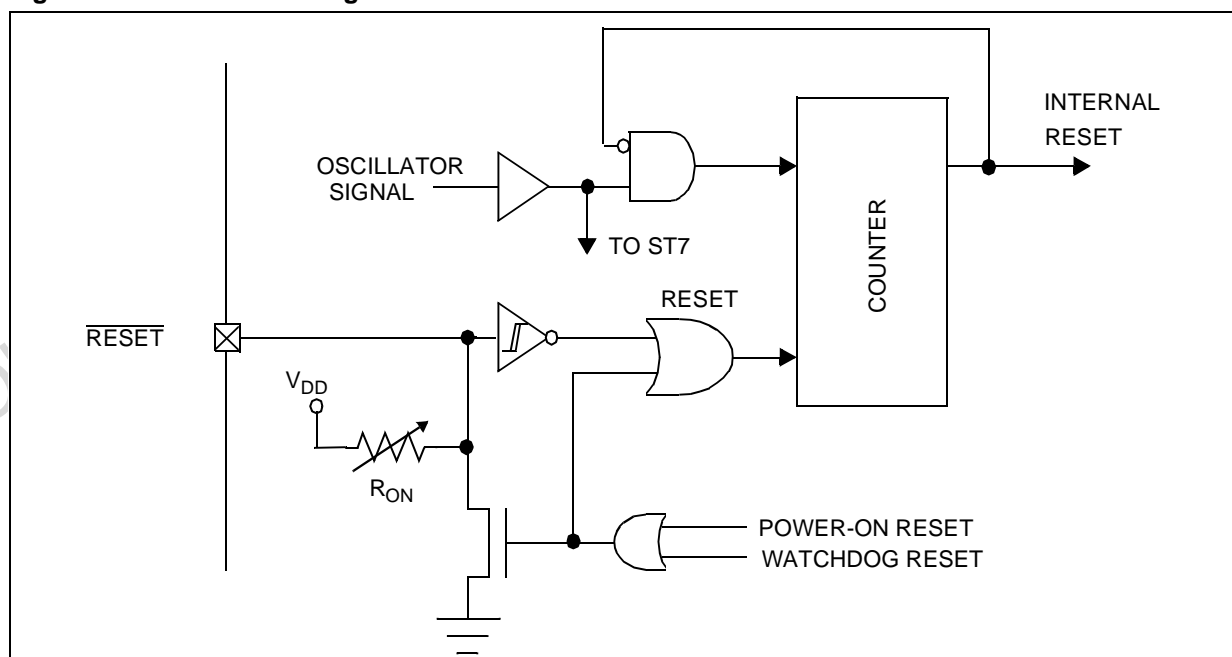 INTERNAL
RESET
OSCILLATOR
SIGNAL
TO ST7
COUNTER
RESET
RESET
VDD
RON
POWER-ON RESET
WATCHDOG RESET